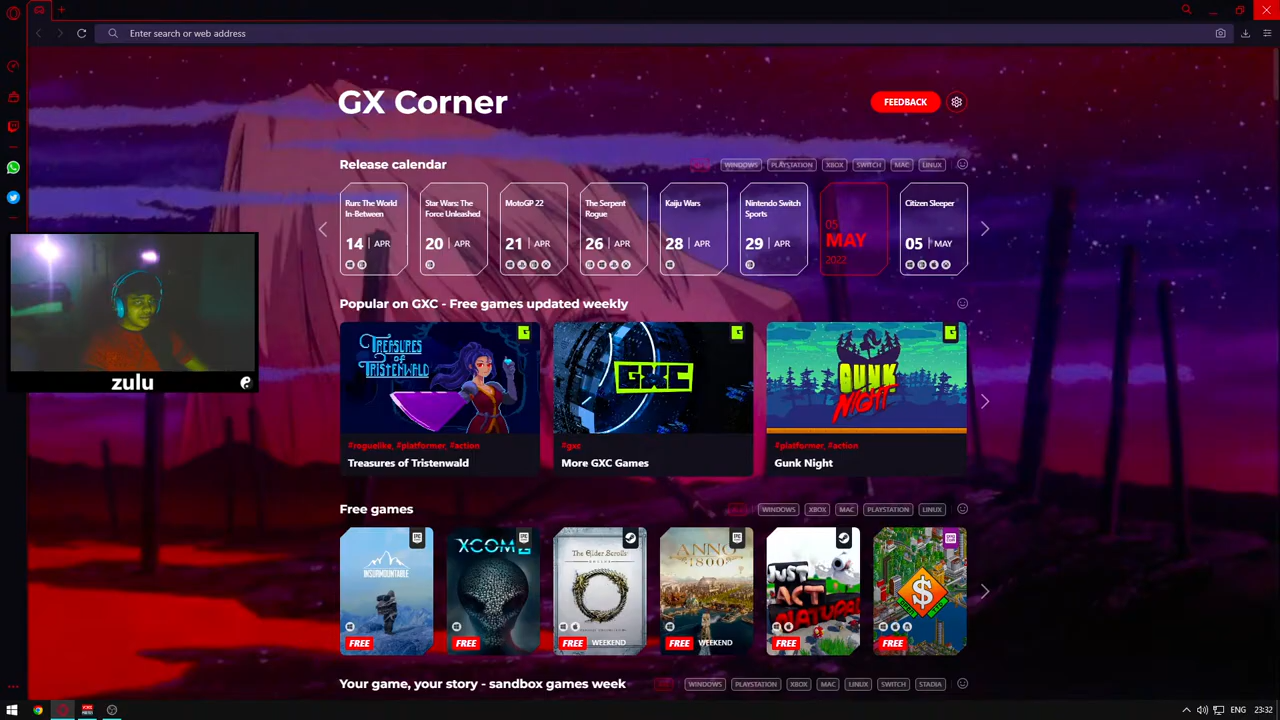 Enter search or web address
GX Corner
FEEDBACK
Release calendar
WINDOWS PLAYSTATION XBOX SWITCH MAC LINUX
Run: The World
In-Between
14 | APR
Star Wars: The
Force Unleashed
20 | APR
MotoGP 22
21 | APR
The Serpent
Rogue
26 | APR
Kaiju Wars
28 | APR
Nintendo Switch
Sports
29 | APR
05
MAY
2022
Citizen Sleeper
05 | MAY
zulu
Popular on GXC - Free games updated weekly
TREASURES
OF
TRISTENWALD
#roguelike, #platformer, #action
Treasures of Tristenwald
GXC
#gxc
More GXC Games
GUNK
NIGHT
#platformer, #action
Gunk Night
Free games
WINDOWS XBOX MAC PLAYSTATION LINUX
INSURMOUNTABLE
FREE
XCOM 2
FREE
The Elder Scrolls
FREE WEEKEND
ANNO
1800
FREE WEEKEND
JUST
ACT
NATURAL
FREE
$
FREE
Your game, your story - sandbox games week
WINDOWS PLAYSTATION XBOX MAC LINUX SWITCH STADIA
ENG 23:32